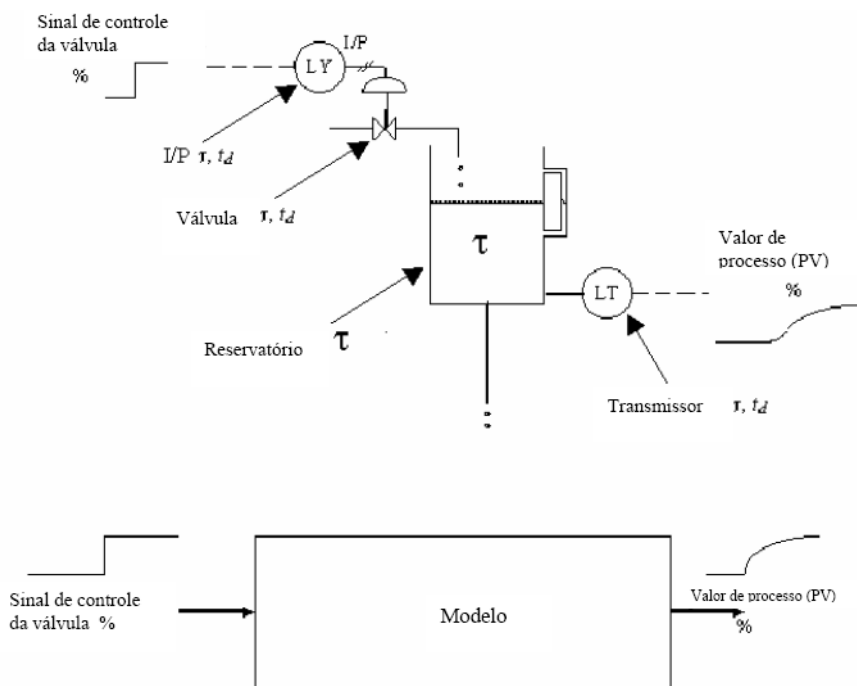 Sinal de controle
da válvula
%
I/P
LY
I/P τ, td
Válvula τ, td
τ
Valor de
processo (PV)
%
LT
Reservatório τ
Transmissor τ, td
Sinal de controle
da válvula %
Modelo
Valor de processo (PV)
%